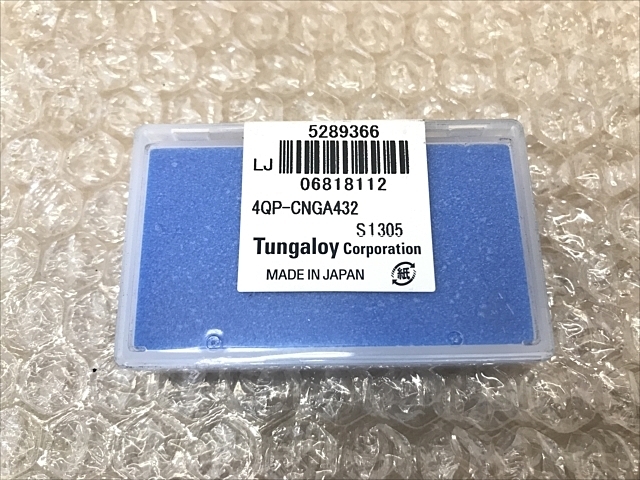 5289366
LJ
06818112
4QP-CNGA432
S1305
Tungaloy Corporation
MADE IN JAPAN
紙